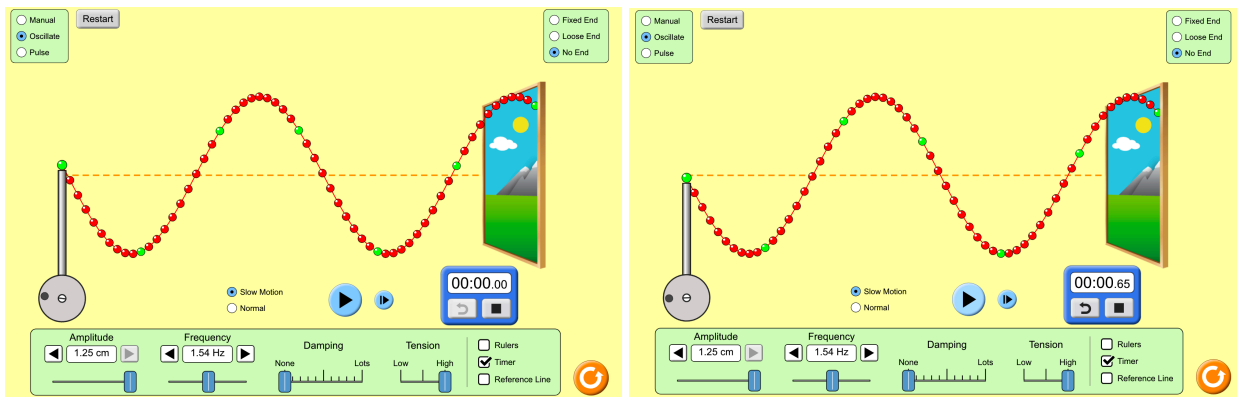 Manual
Oscillate
Pulse
Restart
Fixed End
Loose End
No End
00:00.00
Slow Motion
Normal
Amplitude
1.25 cm
Frequency
1.54 Hz
Damping
None Lots
Tension
Low High
Rulers
Timer
Reference Line
Manual
Oscillate
Pulse
Restart
Fixed End
Loose End
No End
00:00.65
Slow Motion
Normal
Amplitude
1.25 cm
Frequency
1.54 Hz
Damping
None Lots
Tension
Low High
Rulers
Timer
Reference Line